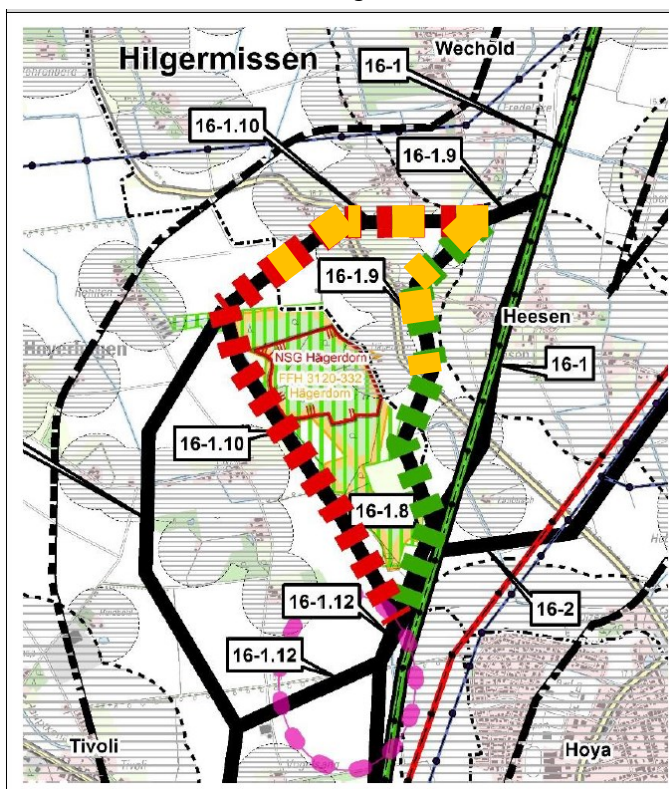 Hilgermissen
Wechold
16-1
16-1.10
16-1.9
16-1.9
Heesen
NSG Hägerdorn
FFH 3120-332
Hägerdorn
16-1
16-1.10
16-1.8
16-1.12
16-2
16-1.12
Tivoli
Tivoli
Hoya